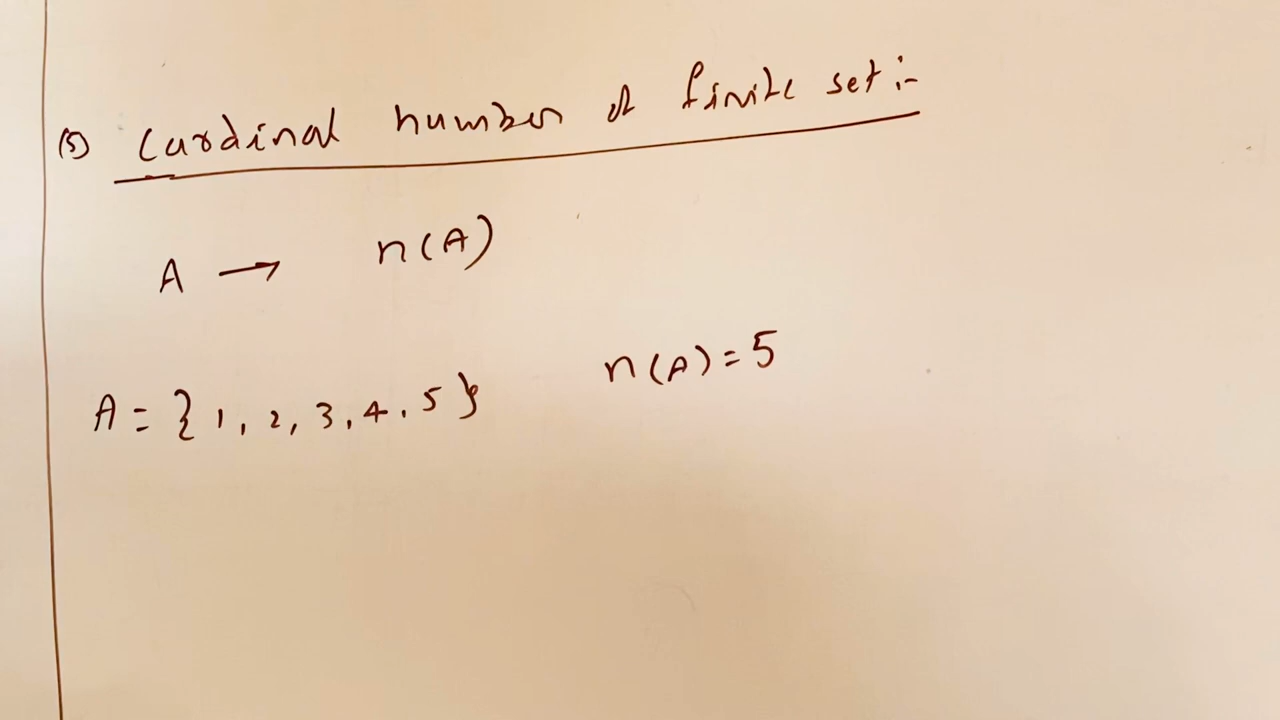 (5) Cardinal number of finite set :-
A → n(A)
A = { 1, 2, 3, 4, 5 } n(A) = 5